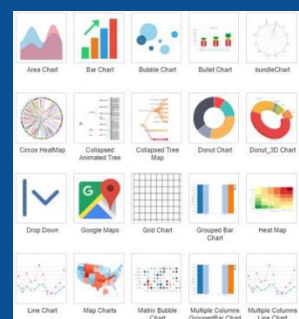 Area Chart Bar Chart Bubble Chart Bullet Chart bundleChart
Circos HeatMap Collapsed Animated Tree Collapsed Tree Map Donut Chart Donut_3D Chart
G
Drop Down Google Maps Grid Chart Grouped Bar Chart Heat Map
Line Chart Map Charts Matrix Bubble Chart Multiple Columns GroupedBar Chart Multiple Columns Line Chart